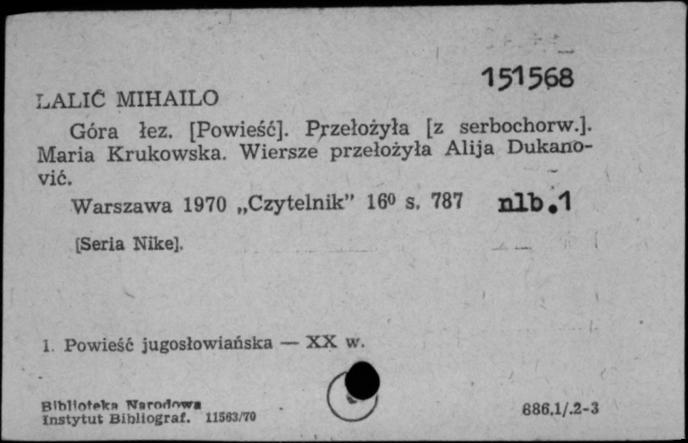 151568
LALIĆ MIHAILO
Góra łez. [Powieść]. Przełożyła [z serbochorw.].
Maria Krukowska. Wiersze przełożyła Alija Dukano-
vić.
Warszawa 1970 „Czytelnik” 16⁰ s. 787 nlb.1
[Seria Nike].
1. Powieść jugosłowiańska — XX w.
Biblioteka Narodowa
Instytut Bibliograf. 11563/70
886.1/.2-3